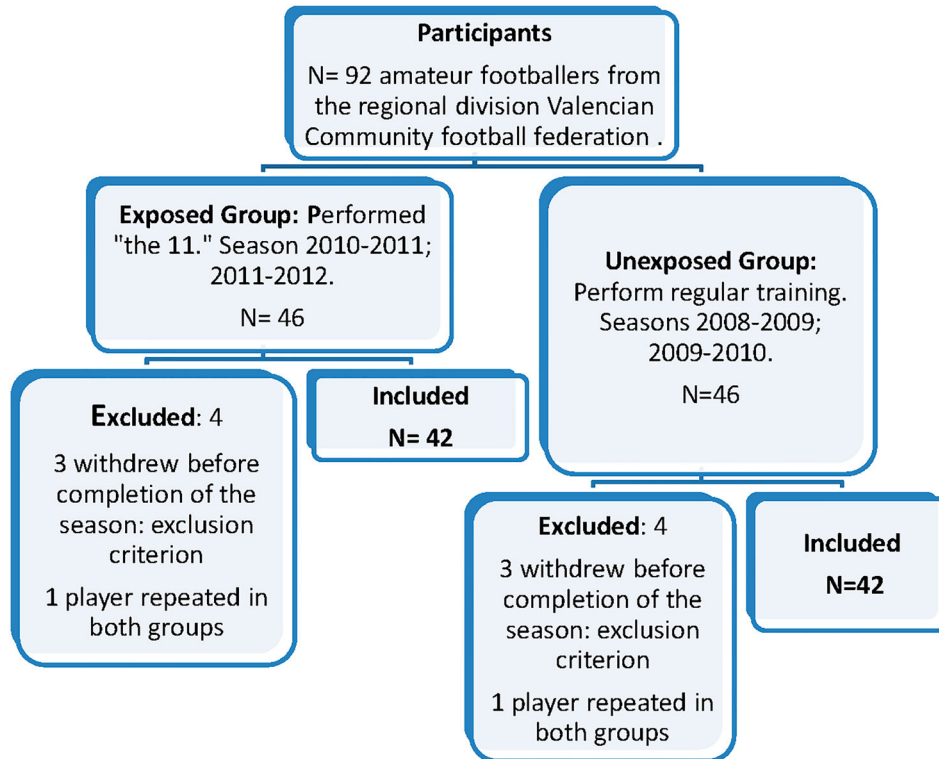 Participants
N= 92 amateur footballers from
the regional division Valencian
Community football federation .
Exposed Group: Performed
"the 11." Season 2010-2011;
2011-2012.
N= 46
Unexposed Group:
Perform regular training.
Seasons 2008-2009;
2009-2010.
N=46
Excluded: 4
3 withdrew before
completion of the
season: exclusion
criterion
1 player repeated in
both groups
Included
N= 42
Excluded: 4
3 withdrew before
completion of the
season: exclusion
criterion
1 player repeated in
both groups
Included
N=42